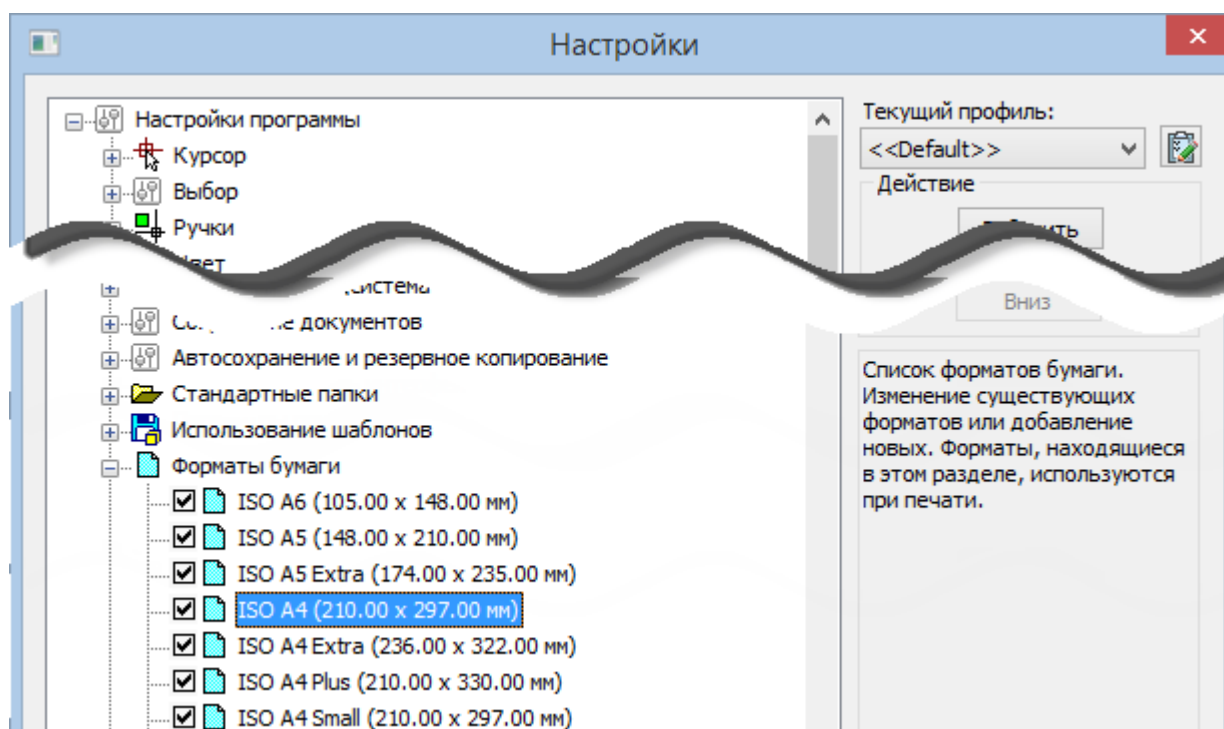 Настройки
Настройки программы
Курсор
Выбор
Ручки
документов
Автосохранение и резервное копирование
Стандартные папки
Использование шаблонов
Форматы бумаги
ISO A6 (105.00 x 148.00 мм)
ISO A5 (148.00 x 210.00 мм)
ISO A5 Extra (174.00 x 235.00 мм)
ISO A4 (210.00 x 297.00 мм)
ISO A4 Extra (236.00 x 322.00 мм)
ISO A4 Plus (210.00 x 330.00 мм)
ISO A4 Small (210.00 x 297.00 мм)
Текущий профиль:
<<Default>>
Действие
Вниз
Список форматов бумаги.
Изменение существующих
форматов или добавление
новых. Форматы, находящиеся
в этом разделе, используются
при печати.